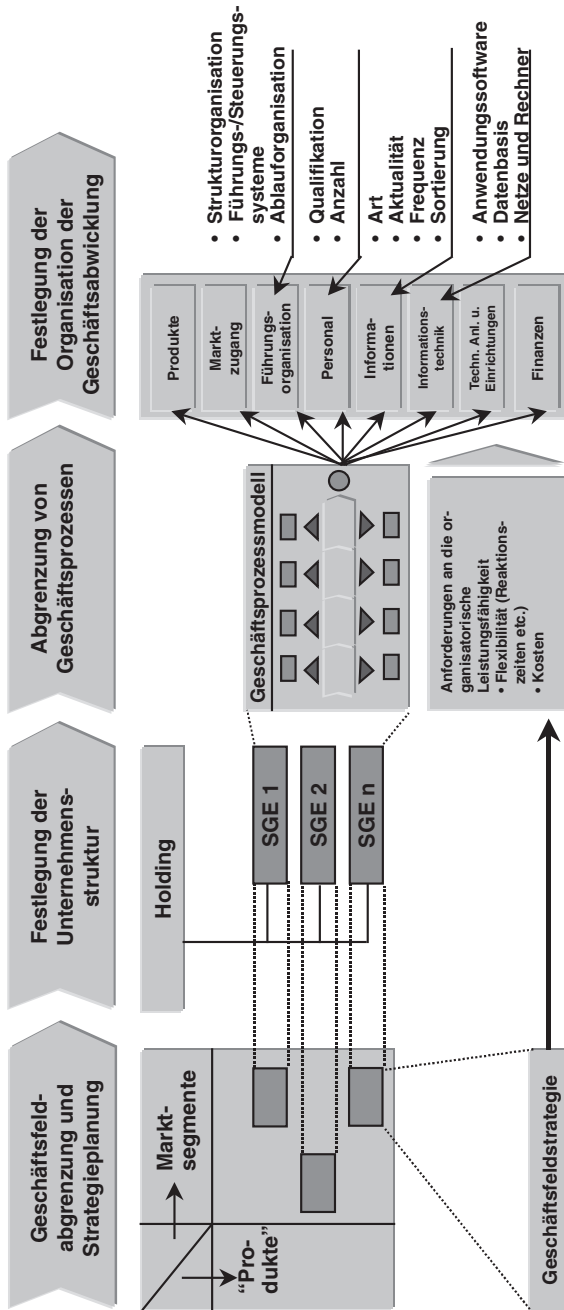 Geschäftsfeld-
abgrenzung und
Strategieplanung
Festlegung der
Unternehmens-
struktur
Abgrenzung von
Geschäftsprozessen
Festlegung der
Organisation der
Geschäftsabwicklung
Markt-
segmente
“Pro-
dukte”
Holding
SGE 1
SGE 2
SGE n
Geschäftsprozessmodell
Produkte
Markt-
zugang
Führungs-
organisation
Personal
Informa-
tionen
Informations-
technik
Techn. Anl. u.
Einrichtungen
Finanzen
• Strukturorganisation
• Führungs-/Steuerungs-
systeme
• Ablauforganisation
• Qualifikation
• Anzahl
• Art
• Aktualität
• Frequenz
• Sortierung
• Anwendungssoftware
• Datenbasis
• Netze und Rechner
Geschäftsfeldstrategie
Anforderungen an die or-
ganisatorische
Leistungsfähigkeit
• Flexibilität (Reaktions-
zeiten etc.)
• Kosten